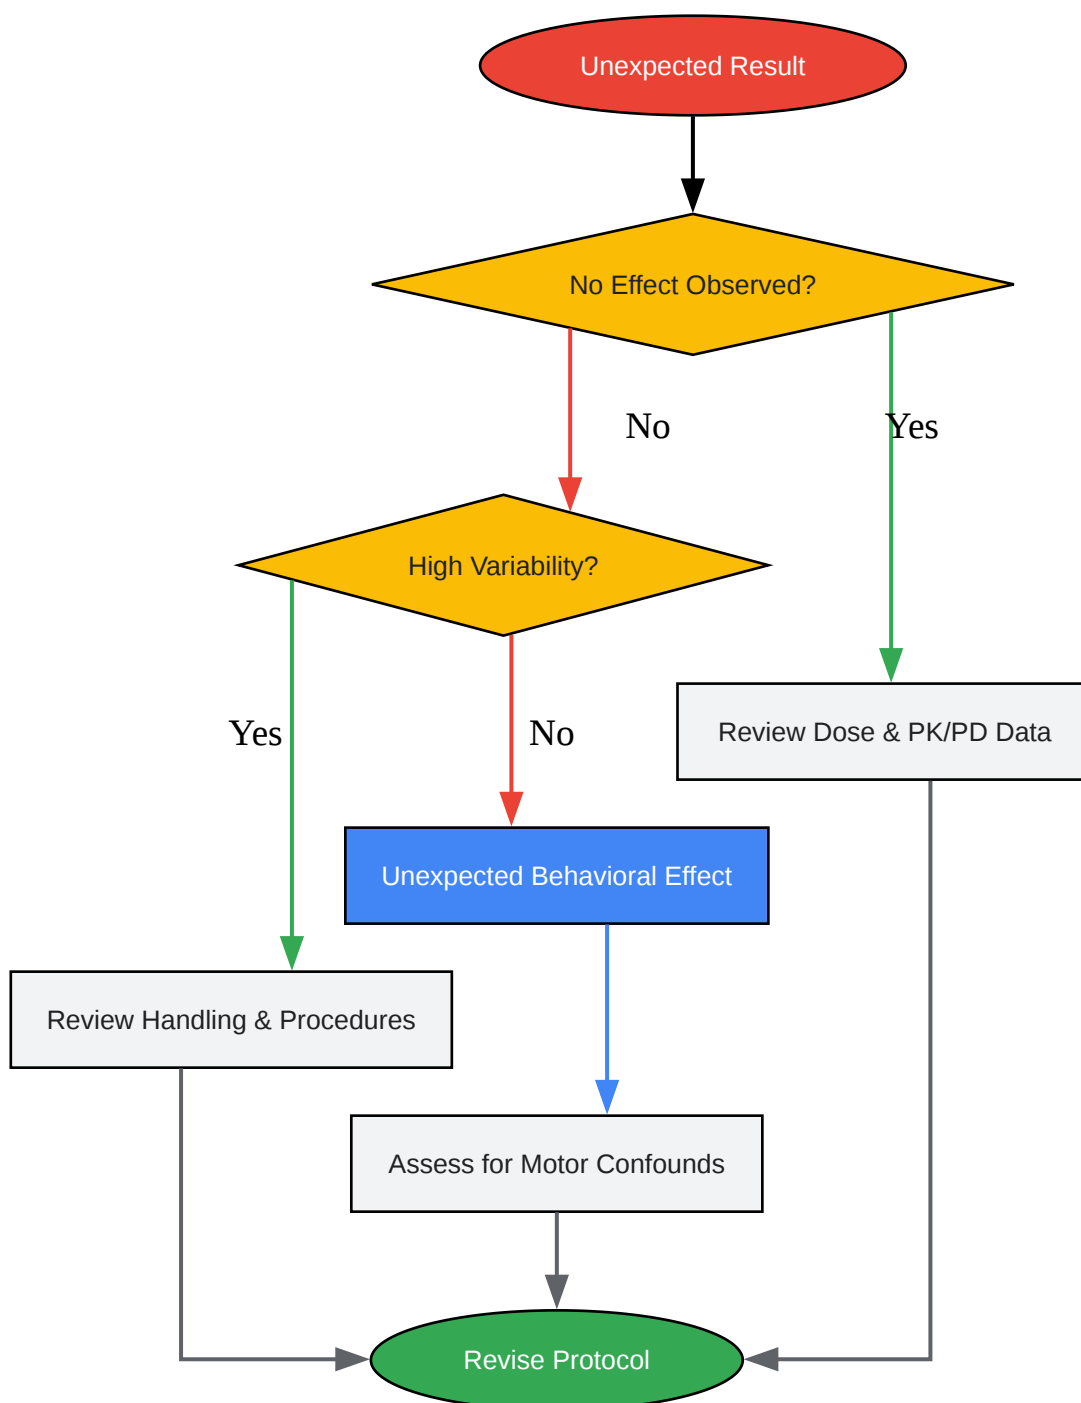 Unexpected Result
No Effect Observed?
No
Yes
High Variability?
Yes
No
Review Dose & PK/PD Data
Unexpected Behavioral Effect
Review Handling & Procedures
Assess for Motor Confounds
Revise Protocol